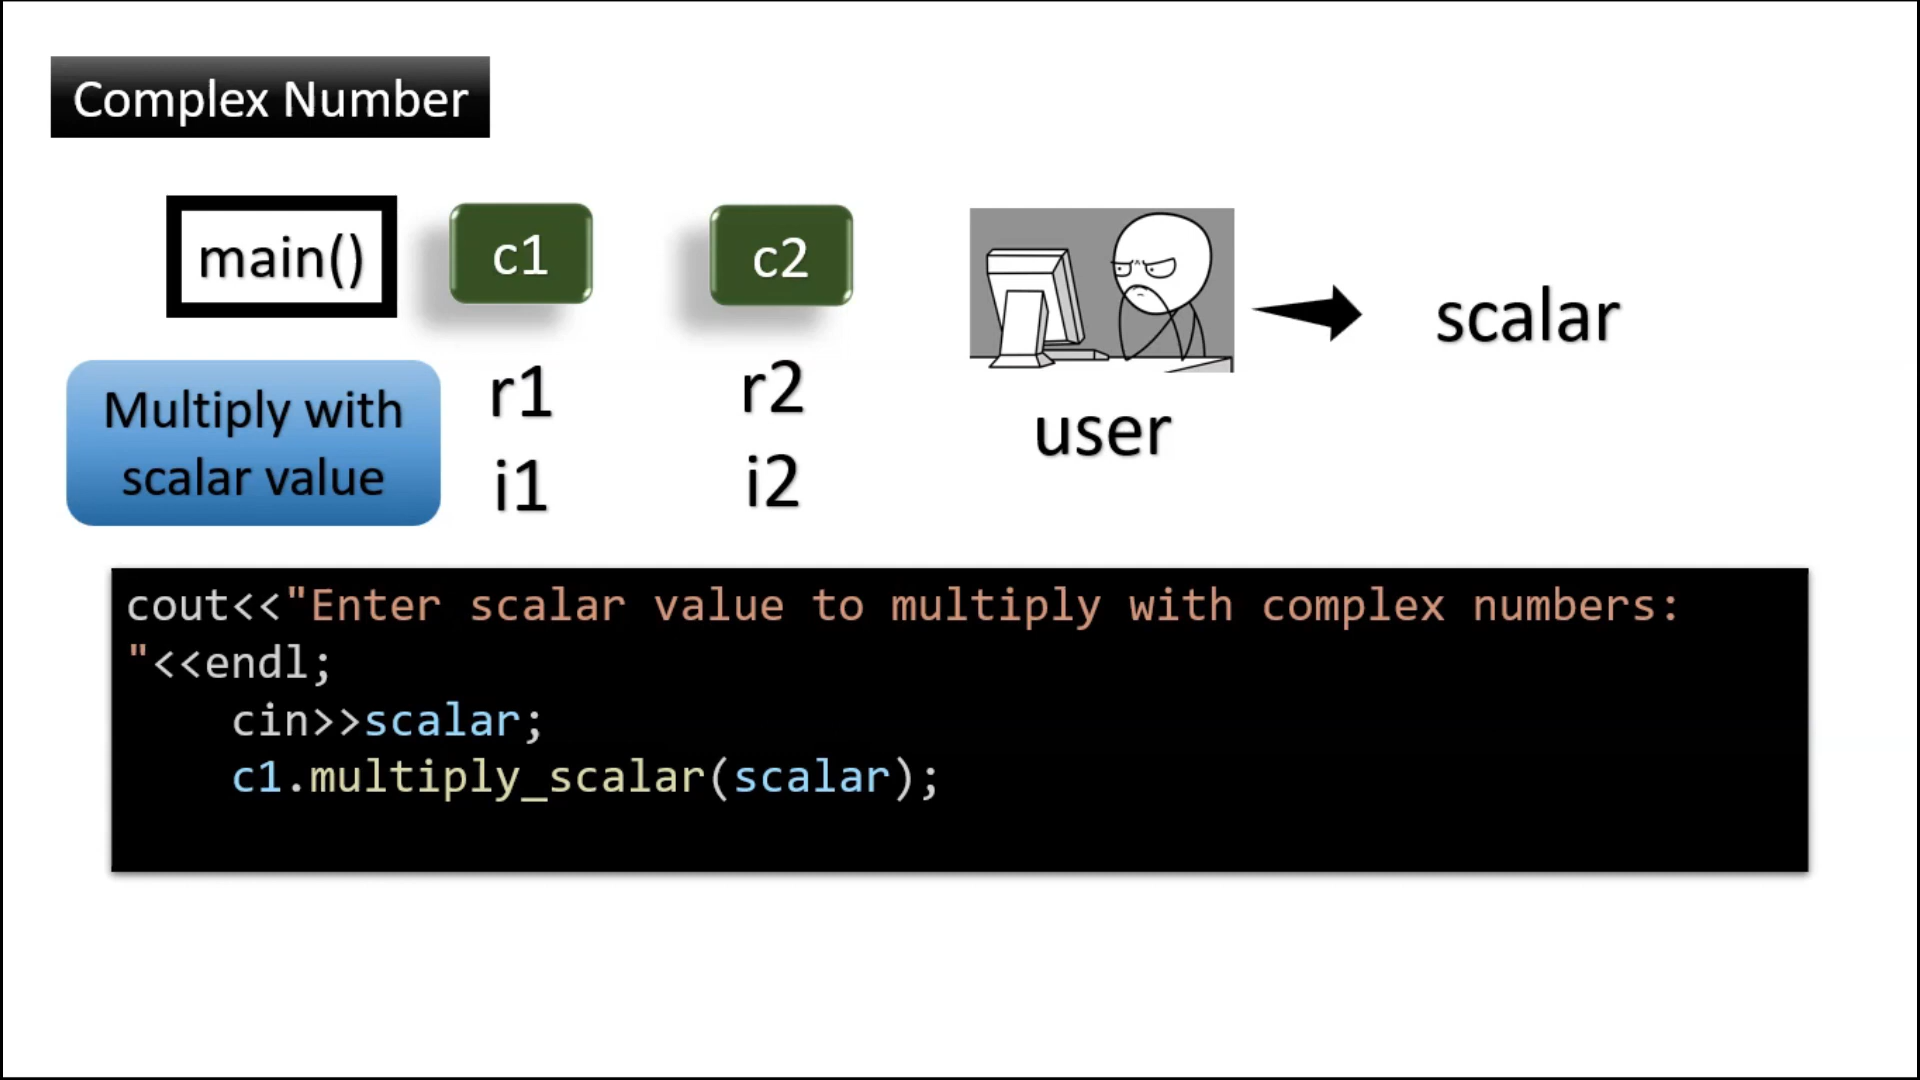 Complex Number
main()
c1
c2
scalar
Multiply with
scalar value
r1
i1
r2
i2
user
cout<<"Enter scalar value to multiply with complex numbers:
"<<endl;
    cin>>scalar;
    c1.multiply_scalar(scalar);